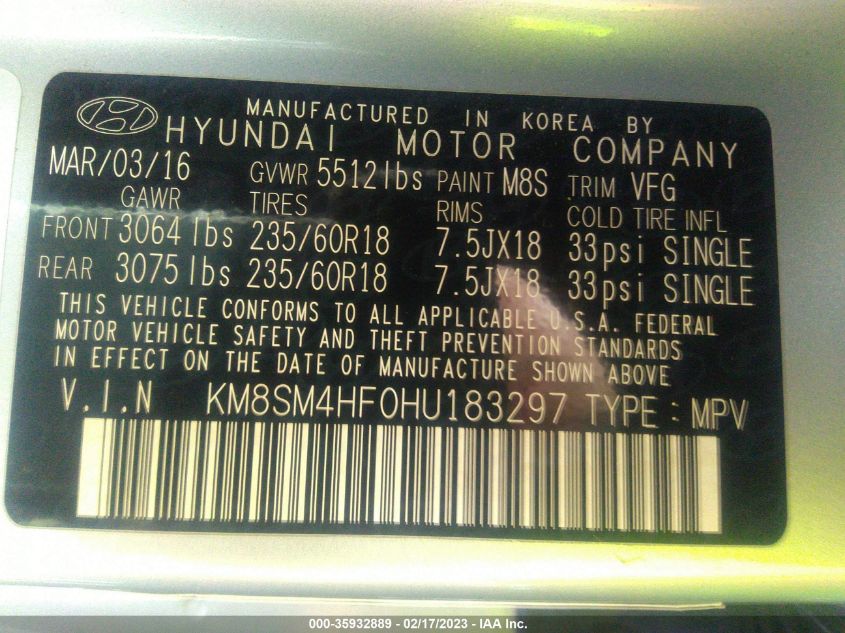 MANUFACTURED IN KOREA BY
HYUNDAI MOTOR COMPANY
MAR/03/16 GVWR 5512lbs PAINT M8S TRIM VFG
GAWR TIRES RIMS COLD TIRE INFL
FRONT 3064lbs 235/60R18 7.5JX18 33psi SINGLE
REAR 3075lbs 235/60R18 7.5JX18 33psi SINGLE
THIS VEHICLE CONFORMS TO ALL APPLICABLE U.S.A. FEDERAL
MOTOR VEHICLE SAFETY AND THEFT PREVENTION STANDARDS
IN EFFECT ON THE DATE OF MANUFACTURE SHOWN ABOVE.
V.I.N KM8SM4HF0HU183297 TYPE : MPV
000-35932889 - 02/17/2023 - IAA Inc.